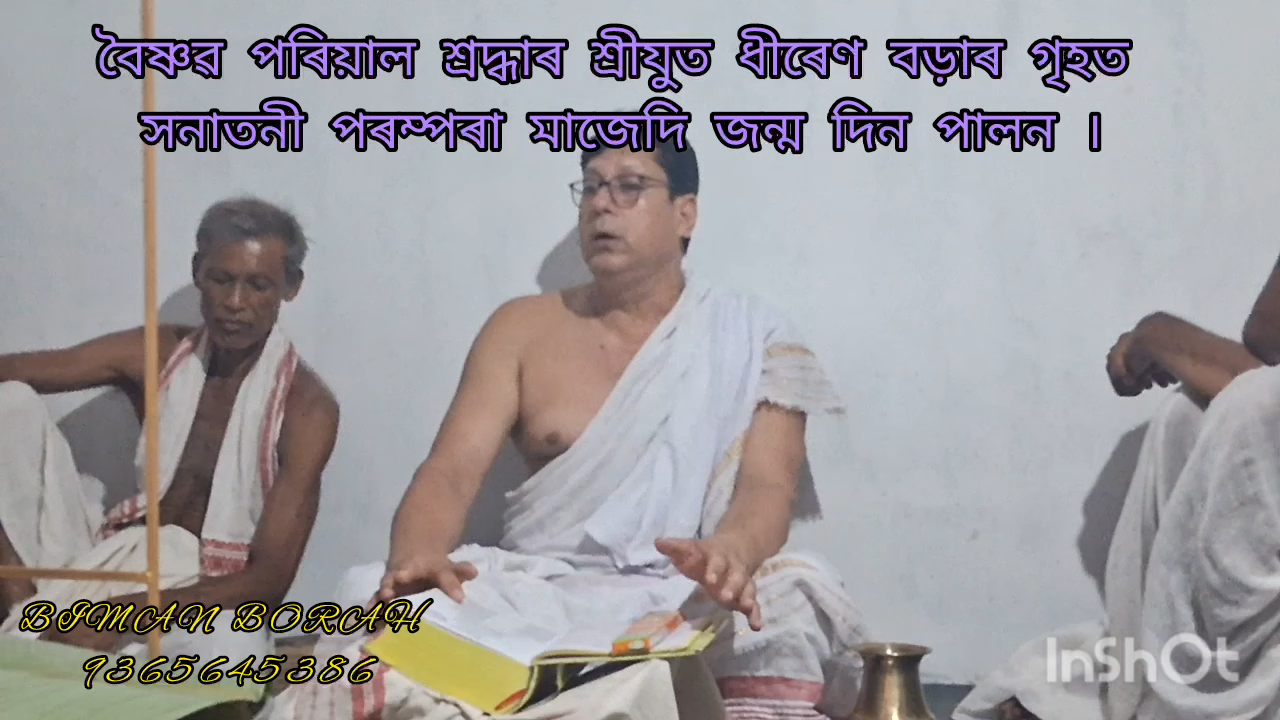 বৈষ্ণৱ পৰিয়াল শ্ৰদ্ধাৰ শ্ৰীযুত ধীৰেণ বড়াৰ গৃহত
সনাতনী পৰম্পৰা মাজেদি জন্ম দিন পালন ।
BIMAN BORAH
9365645386
InShOt